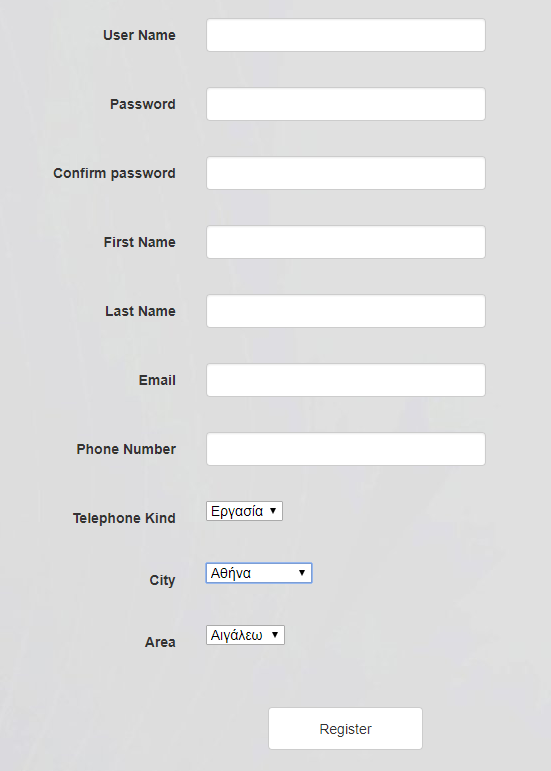 User Name
Password
Confirm password
First Name
Last Name
Email
Phone Number
Telephone Kind Εργασία
City Αθήνα
Area Αιγάλεω
Register